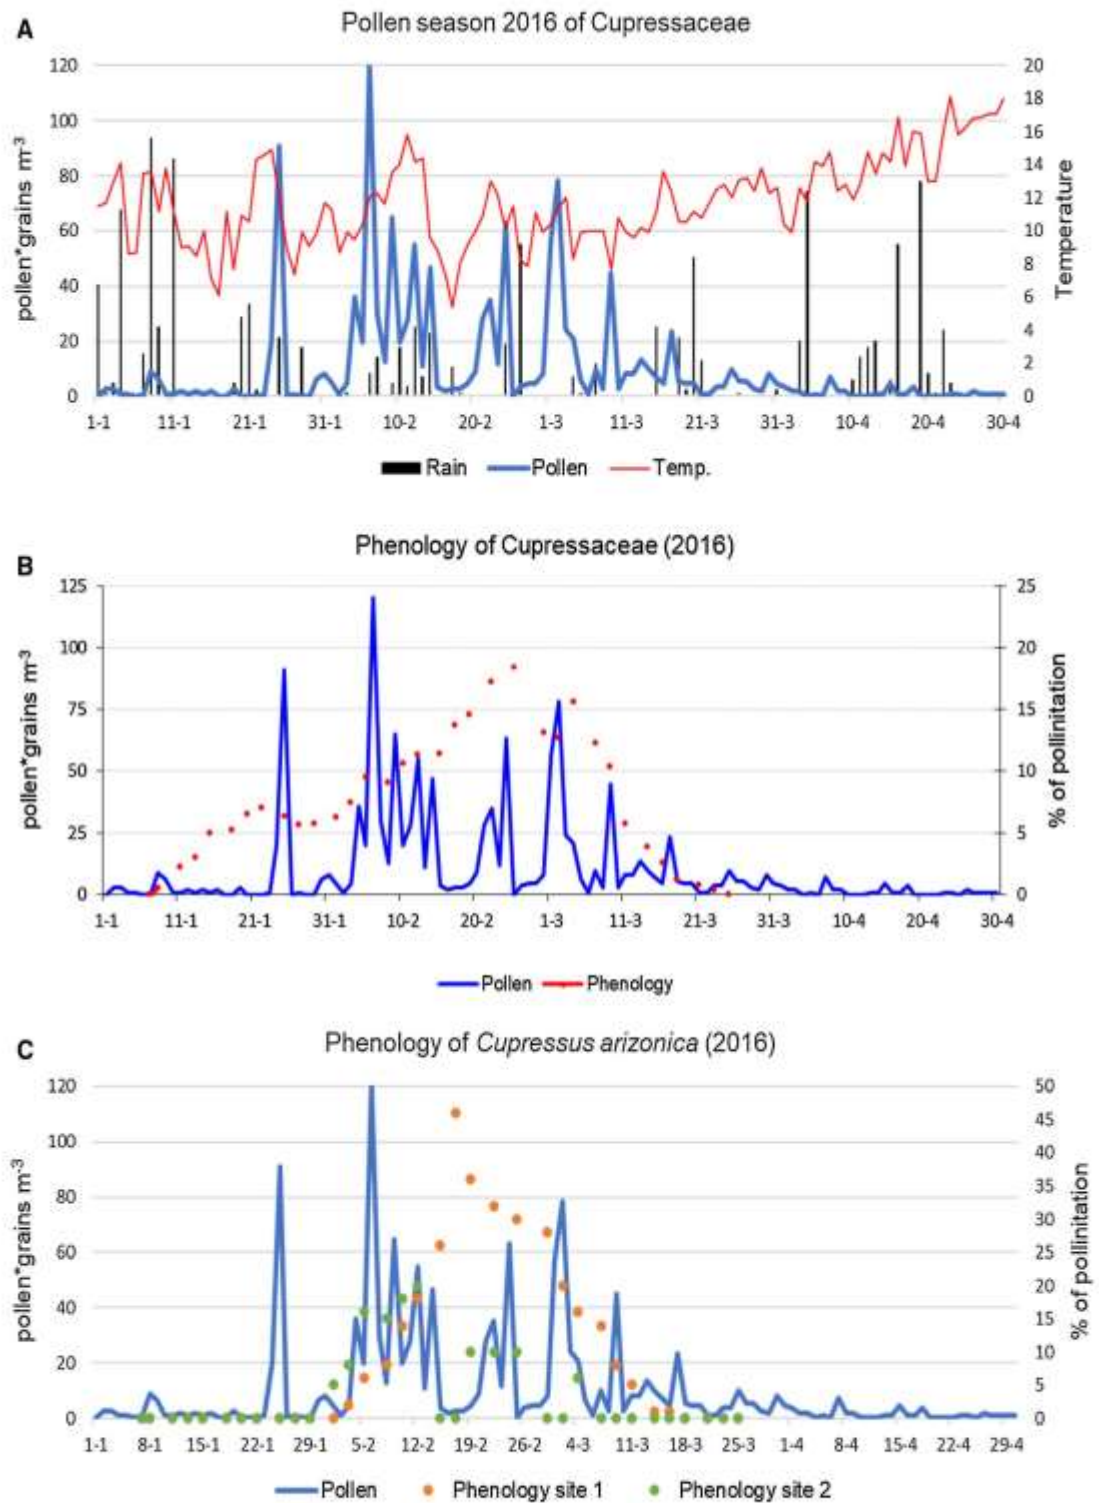 A
Pollen season 2016 of Cupressaceae
pollen*grains m-3
120
100
80
60
40
20
0
20
18
16
14
12
10
8
6
4
2
0
Temperature
1-1 11-1 21-1 31-1 10-2 20-2 1-3 11-3 21-3 31-3 10-4 20-4 30-4
Rain Pollen Temp.
B
Phenology of Cupressaceae (2016)
pollen*grains m-3
125
100
75
50
25
0
25
20
15
10
5
0
% of pollinitation
1-1 11-1 21-1 31-1 10-2 20-2 1-3 11-3 21-3 31-3 10-4 20-4 30-4
Pollen Phenology
C
Phenology of Cupressus arizonica (2016)
pollen*grains m-3
120
100
80
60
40
20
0
50
45
40
35
30
25
20
15
10
5
0
% of pollinitation
1-1 8-1 15-1 22-1 29-1 5-2 12-2 19-2 26-2 4-3 11-3 18-3 25-3 1-4 8-4 15-4 22-4 29-4
Pollen Phenology site 1 Phenology site 2